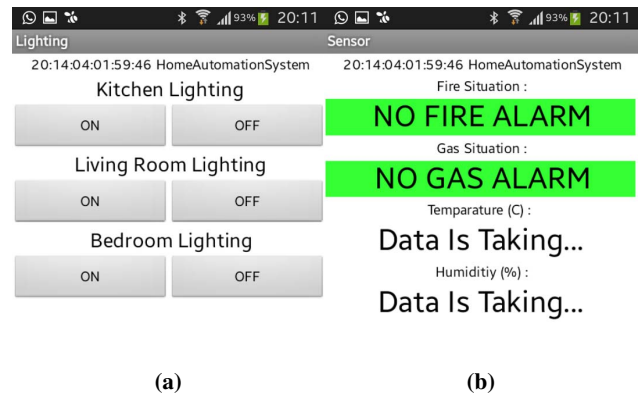 93% 20:11
Lighting
20:14:04:01:59:46 HomeAutomationSystem
Kitchen Lighting
ON OFF
Living Room Lighting
ON OFF
Bedroom Lighting
ON OFF
(a)
93% 20:11
Sensor
20:14:04:01:59:46 HomeAutomationSystem
Fire Situation :
NO FIRE ALARM
Gas Situation :
NO GAS ALARM
Temparature (C) :
Data Is Taking...
Humiditiy (%) :
Data Is Taking...
(b)